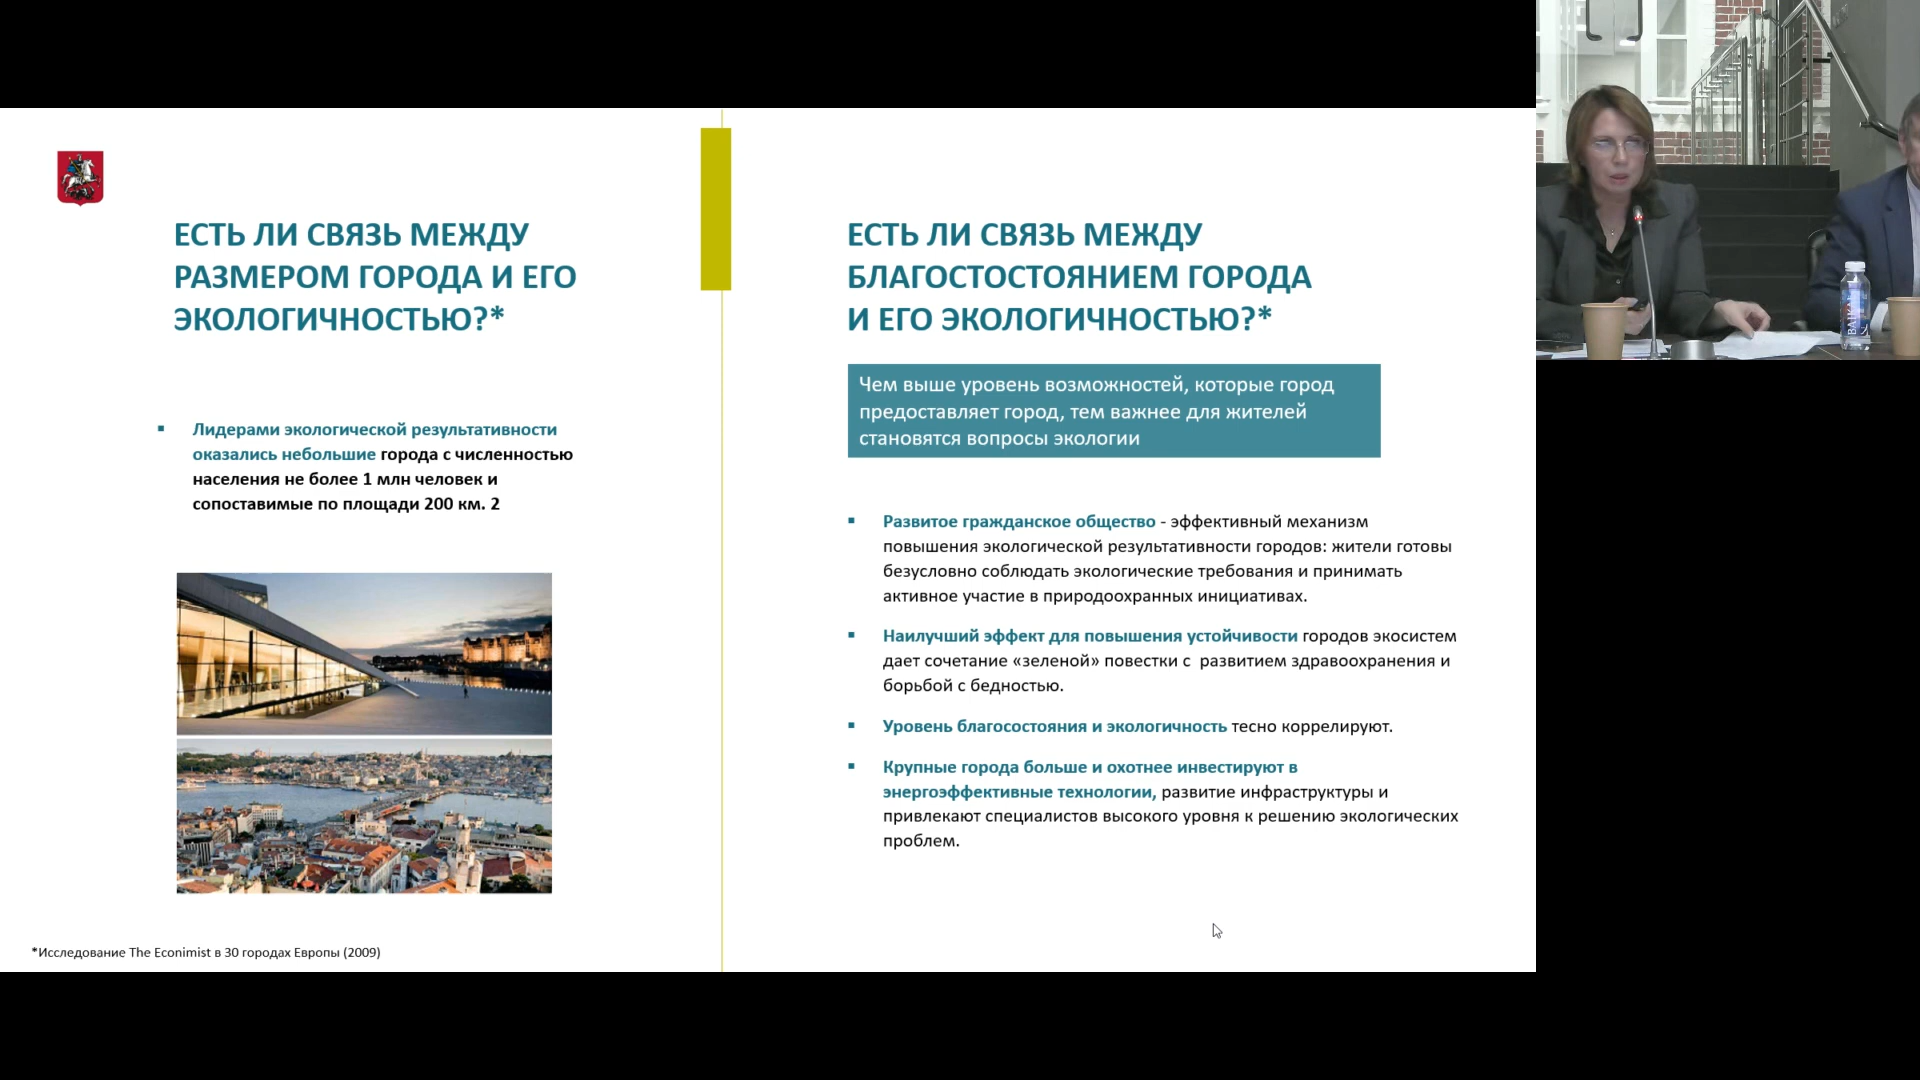 ЕСТЬ ЛИ СВЯЗЬ МЕЖДУ
РАЗМЕРОМ ГОРОДА И ЕГО
ЭКОЛОГИЧНОСТЬЮ?*
Лидерами экологической результативности
оказались небольшие города с численностью
населения не более 1 млн человек и
сопоставимые по площади 200 км. 2
*Исследование The Econimist в 30 городах Европы (2009)
ЕСТЬ ЛИ СВЯЗЬ МЕЖДУ
БЛАГОСТОСТОЯНИЕМ ГОРОДА
И ЕГО ЭКОЛОГИЧНОСТЬЮ?*
Чем выше уровень возможностей, которые город
предоставляет город, тем важнее для жителей
становятся вопросы экологии
Развитое гражданское общество - эффективный механизм
повышения экологической результативности городов: жители готовы
безусловно соблюдать экологические требования и принимать
активное участие в природоохранных инициативах.
Наилучший эффект для повышения устойчивости городов экосистем
дает сочетание «зеленой» повестки с  развитием здравоохранения и
борьбой с бедностью.
Уровень благосостояния и экологичность тесно коррелируют.
Крупные города больше и охотнее инвестируют в
энергоэффективные технологии, развитие инфраструктуры и
привлекают специалистов высокого уровня к решению экологических
проблем.